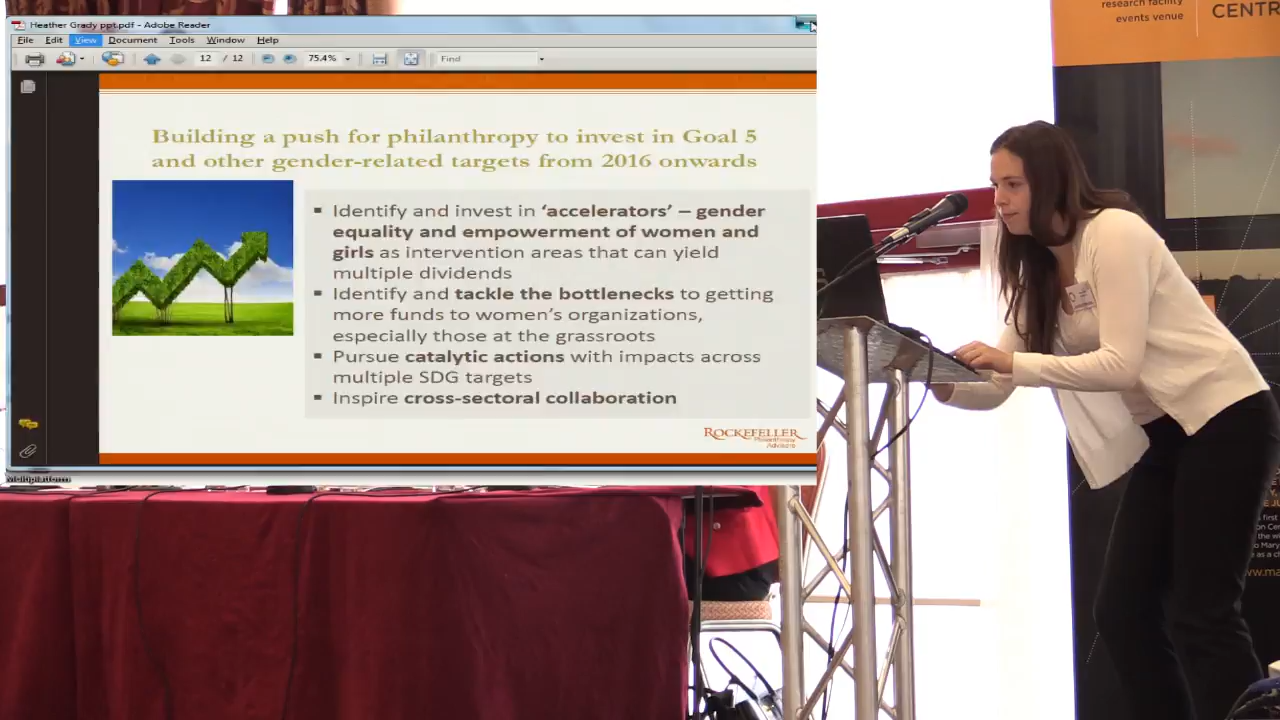 Heather Grady ppt.pdf - Adobe Reader
File Edit View Document Tools Window Help
12 / 12 75.4% Find
Building a push for philanthropy to invest in Goal 5
and other gender-related targets from 2016 onwards
▪ Identify and invest in ‘accelerators’ – gender
equality and empowerment of women and
girls as intervention areas that can yield
multiple dividends
▪ Identify and tackle the bottlenecks to getting
more funds to women’s organizations,
especially those at the grassroots
▪ Pursue catalytic actions with impacts across
multiple SDG targets
▪ Inspire cross-sectoral collaboration
ROCKEFELLER
Philanthropy
Advisors
Multiplatform
research facility
events venue
CENTR